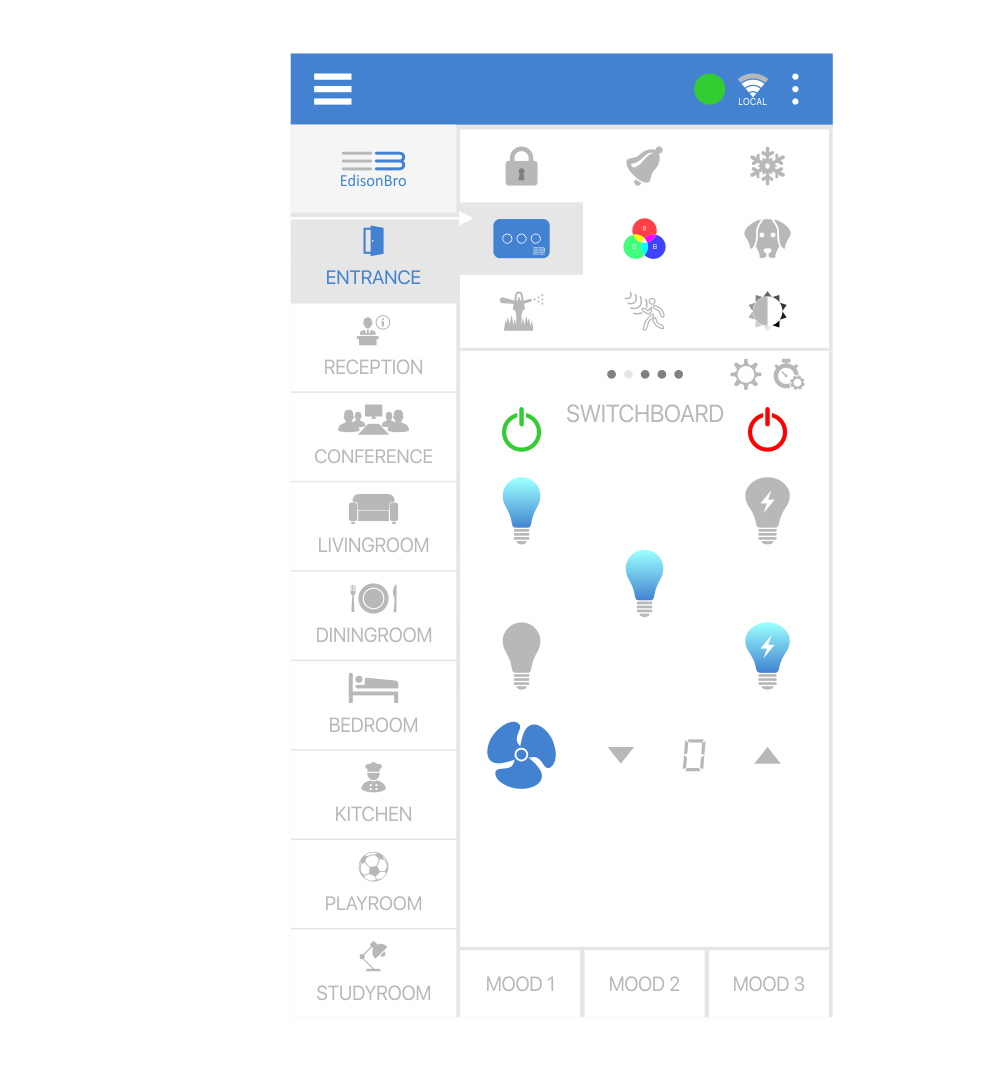 LOCAL
EdisonBro
ENTRANCE
R
G B
RECEPTION
SWITCHBOARD
CONFERENCE
LIVINGROOM
DININGROOM
BEDROOM
0
KITCHEN
PLAYROOM
STUDYROOM
MOOD 1 MOOD 2 MOOD 3